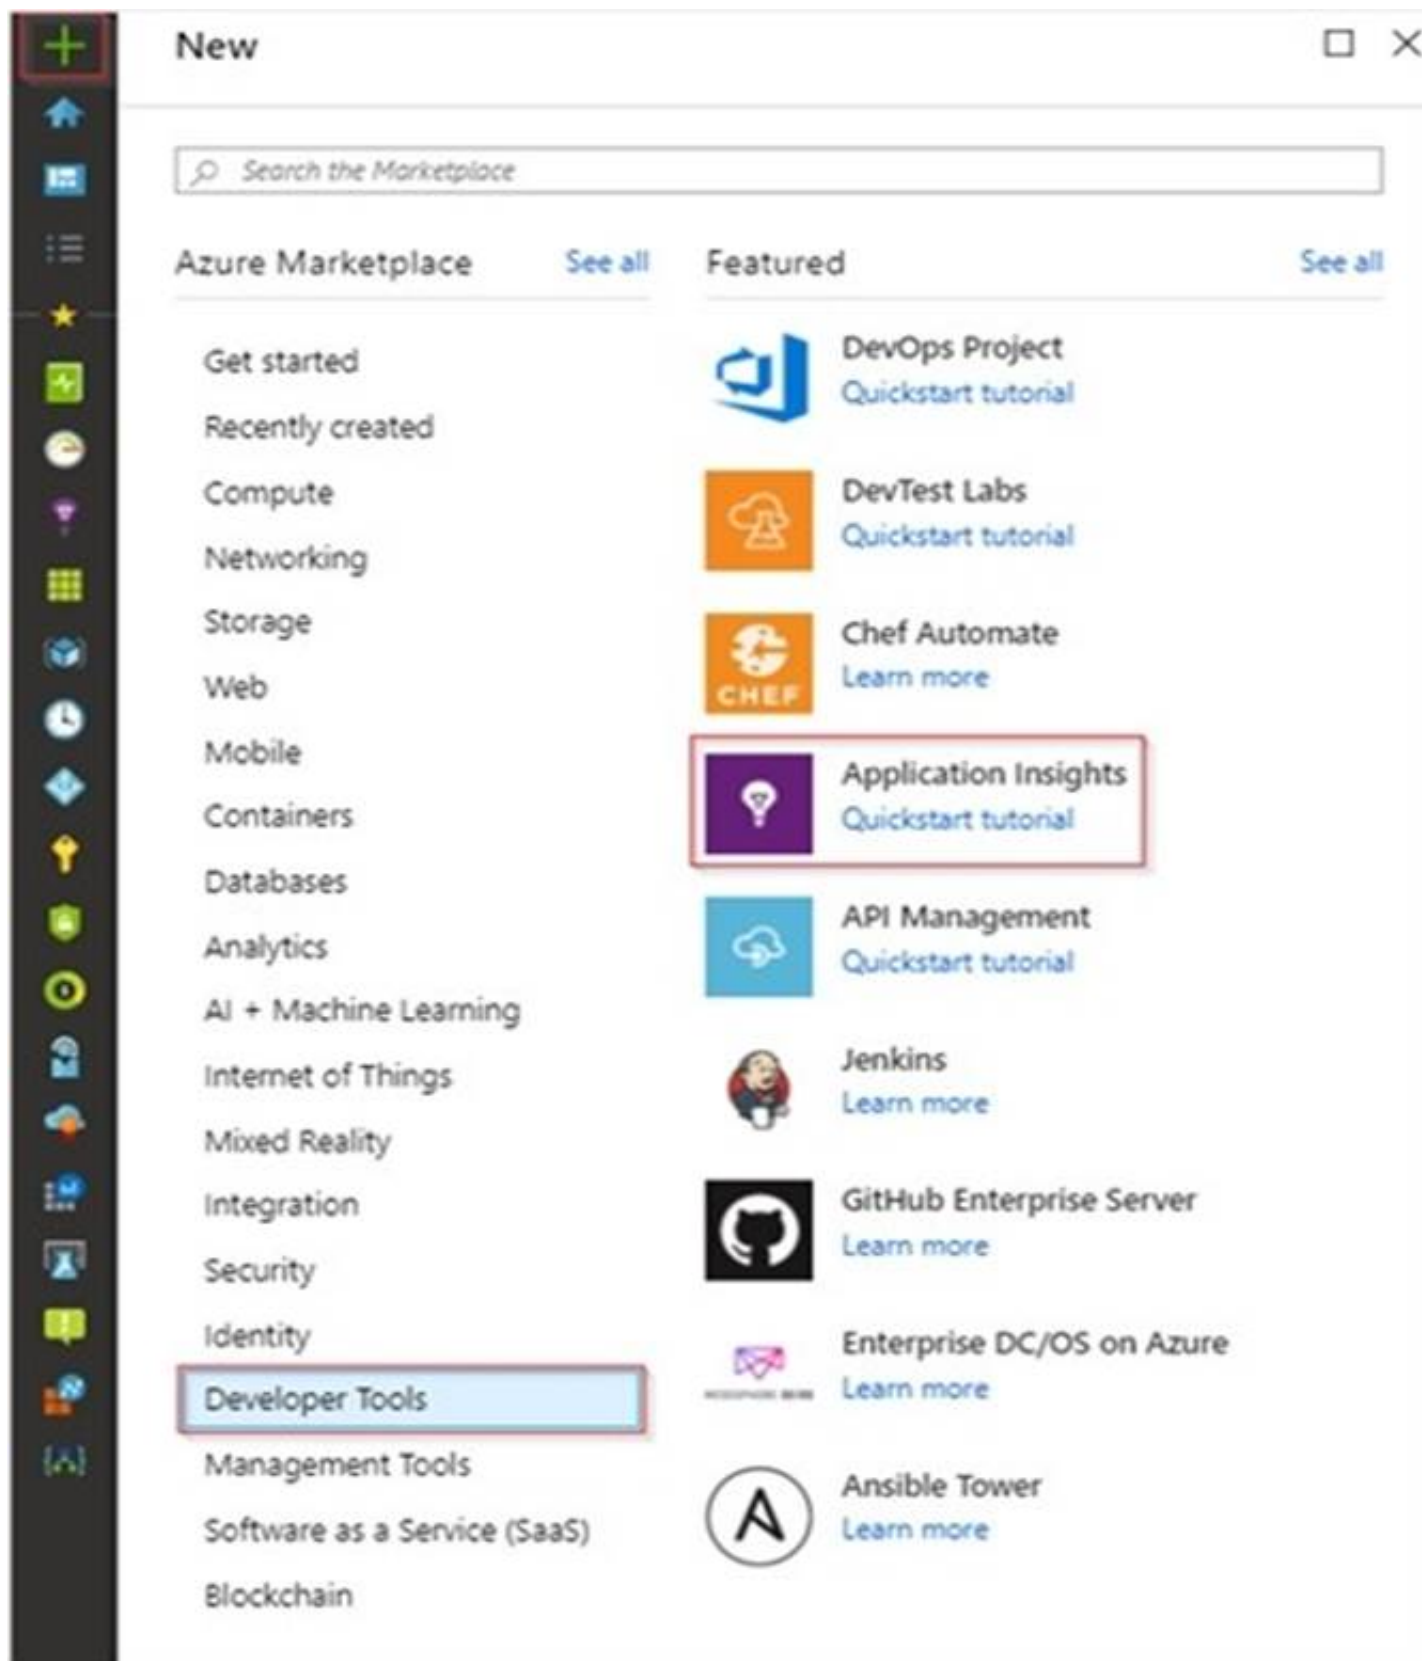 New
Search the Marketplace
Azure Marketplace See all
Get started
Recently created
Compute
Networking
Storage
Web
Mobile
Containers
Databases
Analytics
AI + Machine Learning
Internet of Things
Mixed Reality
Integration
Security
Identity
Developer Tools
Management Tools
Software as a Service (SaaS)
Blockchain
Featured See all
DevOps Project
Quickstart tutorial
DevTest Labs
Quickstart tutorial
CHEF
Chef Automate
Learn more
Application Insights
Quickstart tutorial
API Management
Quickstart tutorial
Jenkins
Learn more
GitHub Enterprise Server
Learn more
Enterprise DC/OS on Azure
Learn more
Ansible Tower
Learn more